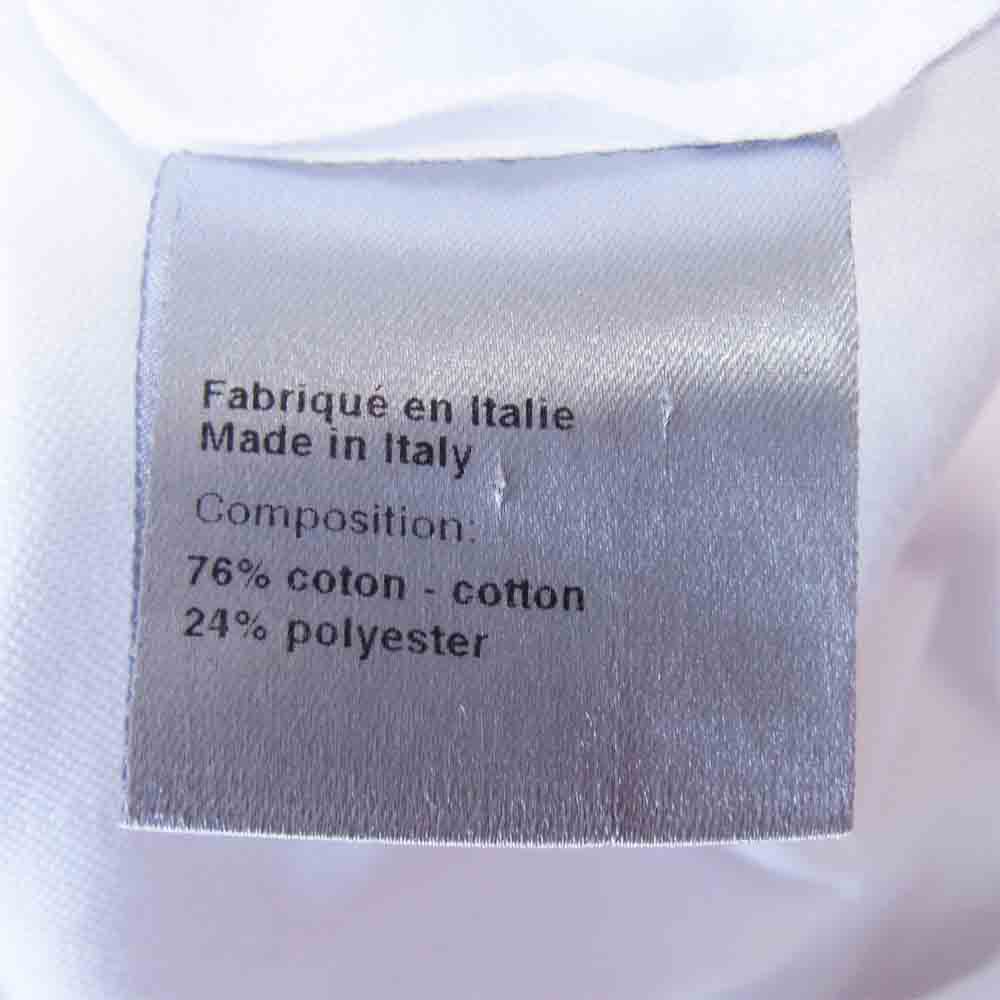 Fabriqué en Italie
Made in Italy
Composition:
76% coton - cotton
24% polyester